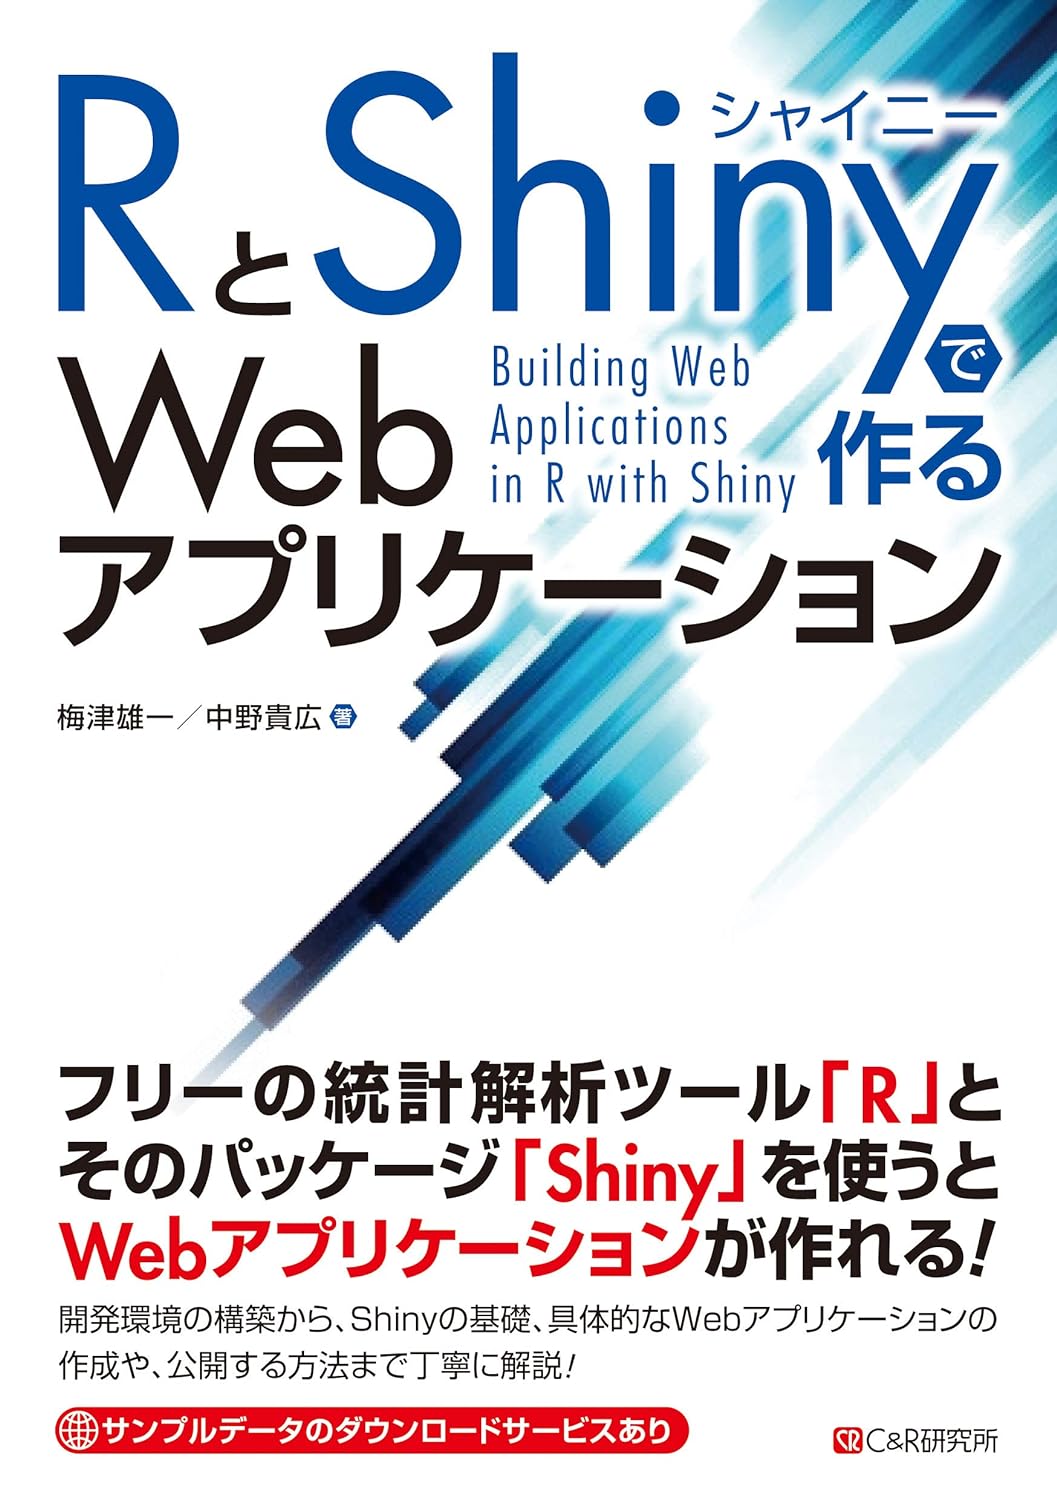 シャイニー
RとShinyで作る
Building Web
Applications
in R with Shiny
Web
アプリケーション
梅津雄一／中野貴広 著
フリーの統計解析ツール「R」と
そのパッケージ「Shiny」を使うと
Webアプリケーションが作れる!
開発環境の構築から、Shinyの基礎、具体的なWebアプリケーションの
作成や、公開する方法まで丁寧に解説!
サンプルデータのダウンロードサービスあり
CR C&R研究所